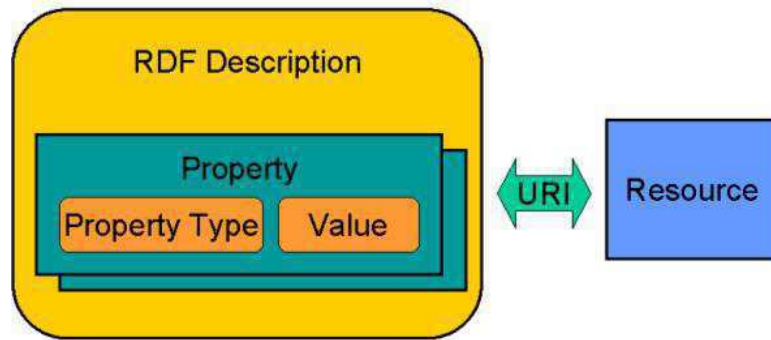 RDF Description
Property
Property Type
Value
URI
Resource